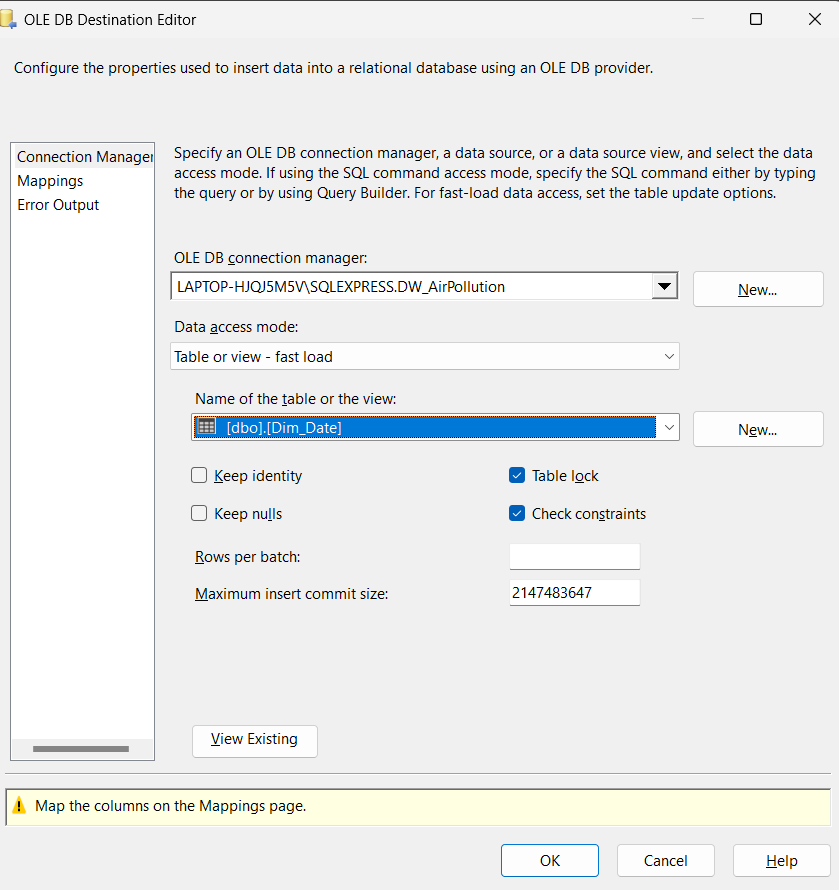 OLE DB Destination Editor
Configure the properties used to insert data into a relational database using an OLE DB provider.
Connection Manager
Mappings
Error Output
Specify an OLE DB connection manager, a data source, or a data source view, and select the data
access mode. If using the SQL command access mode, specify the SQL command either by typing
the query or by using Query Builder. For fast-load data access, set the table update options.
OLE DB connection manager:
LAPTOP-HJQJ5M5V\SQLEXPRESS.DW_AirPollution
New...
Data access mode:
Table or view - fast load
Name of the table or the view:
[dbo].[Dim_Date]
New...
Keep identity
Table lock
Keep nulls
Check constraints
Rows per batch:
Maximum insert commit size:
2147483647
View Existing
Map the columns on the Mappings page.
OK
Cancel
Help